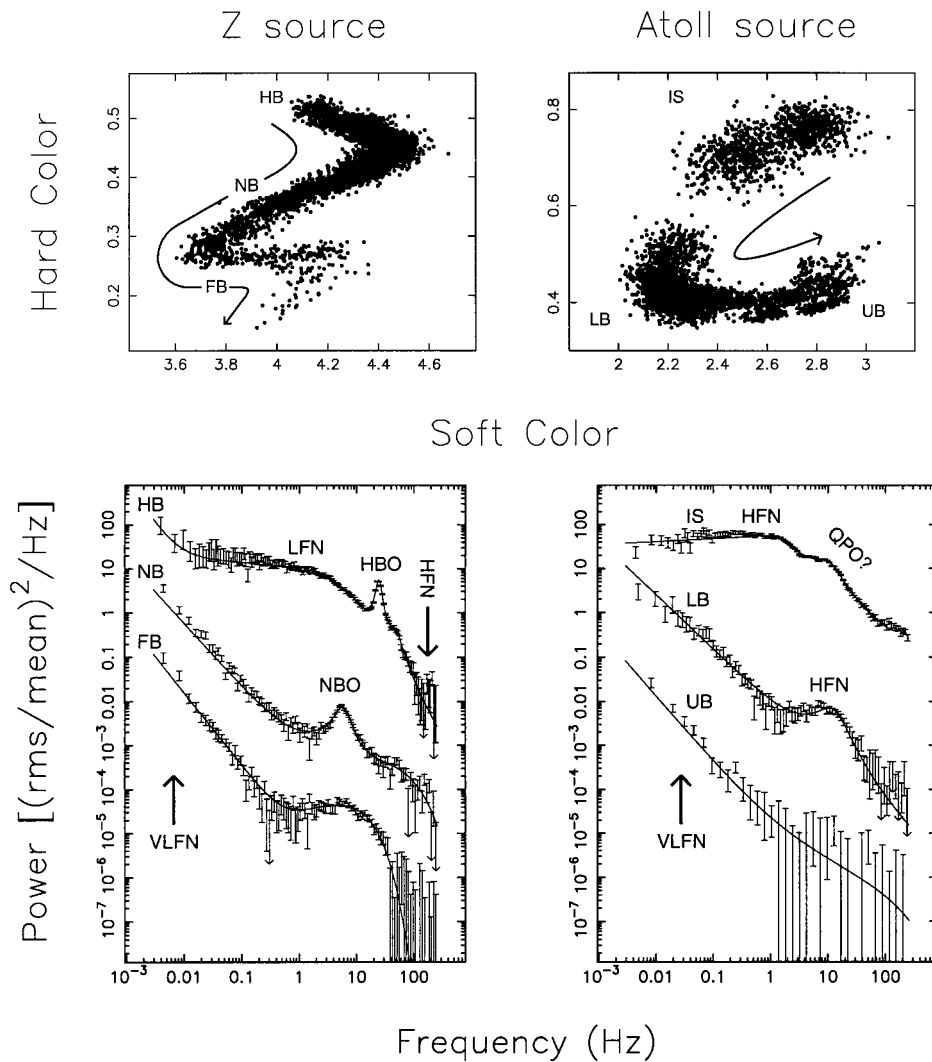 Z source
Atoll source
Hard Color
0.5
0.4
0.3
0.2
HB
NB
FB
3.6 3.8 4 4.2 4.4 4.6
0.8
0.6
0.4
IS
LB
UB
2 2.2 2.4 2.6 2.8 3
Soft Color
Power [(rms/mean)²/Hz]
100
10
1
0.1
0.01
10⁻³
10⁻⁴
10⁻⁵
10⁻⁶
10⁻⁷
HB
LFN
HBO
HFN
NB
FB
NBO
VLFN
10⁻³ 0.01 0.1 1 10 100
100
10
1
0.1
0.01
10⁻³
10⁻⁴
10⁻⁵
10⁻⁶
10⁻⁷
IS
HFN
QPO?
LB
HFN
UB
VLFN
10⁻³ 0.01 0.1 1 10 100
Frequency (Hz)